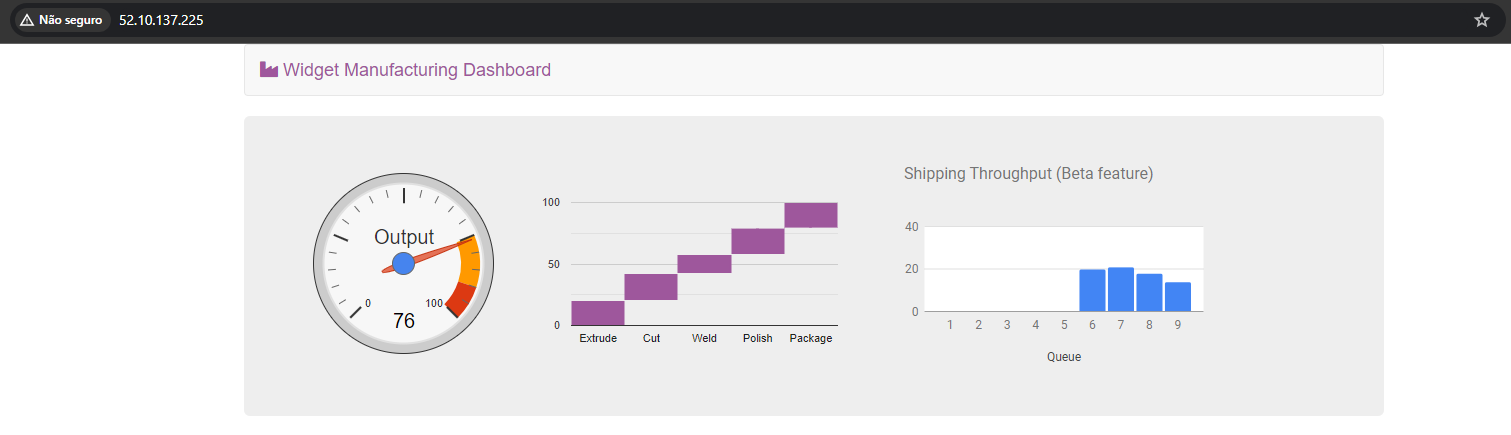 Não seguro 52.10.137.225
Widget Manufacturing Dashboard
Output
0 100
76
100
50
0
Extrude Cut Weld Polish Package
Shipping Throughput (Beta feature)
40
20
0
1 2 3 4 5 6 7 8 9
Queue